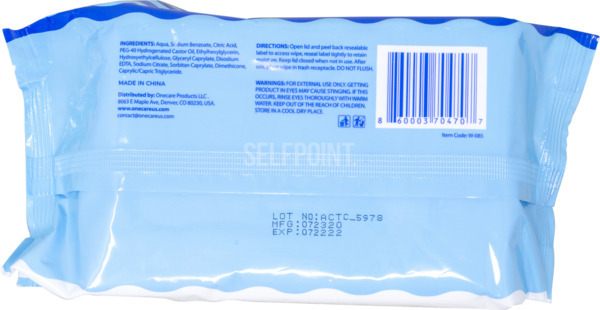 INGREDIENTS: Aqua, Sodium Benzoate, Citric Acid,
PEG-40 Hydrogenated Castor Oil, Ethylhexylglycerin,
Hydroxyethylcellulose, Glyceryl Caprylate, Disodium
EDTA, Sodium Citrate, Sorbitan Caprylate, Dimethicone,
Caprylic/Capric Triglyceride.
MADE IN CHINA
Distributed by: Onecare Products LLC.
8063 E Maple Ave, Denver, CO 80230, USA.
www.onecareus.com
contact@onecareus.com
DIRECTIONS: Open lid and peel back resealable
label to access wipe, reseal label tightly to retain
moisture. Keep lid closed when not in use. After
use wipe in trash receptacle. DO NOT FLUSH.
WARNINGS: FOR EXTERNAL USE ONLY. GETTING
PRODUCT IN EYES MAY CAUSE STINGING. IF THIS
OCCURS, RINSE EYES THOROUGHLY WITH WARM
WATER. KEEP OUT OF THE REACH OF CHILDREN.
STORE IN A COOL DRY PLACE.
8 60003 70470 7
Item Code: W-085
SELFPOINT.
LOT NO:ACTC_5978
MFG:072320
EXP:072222